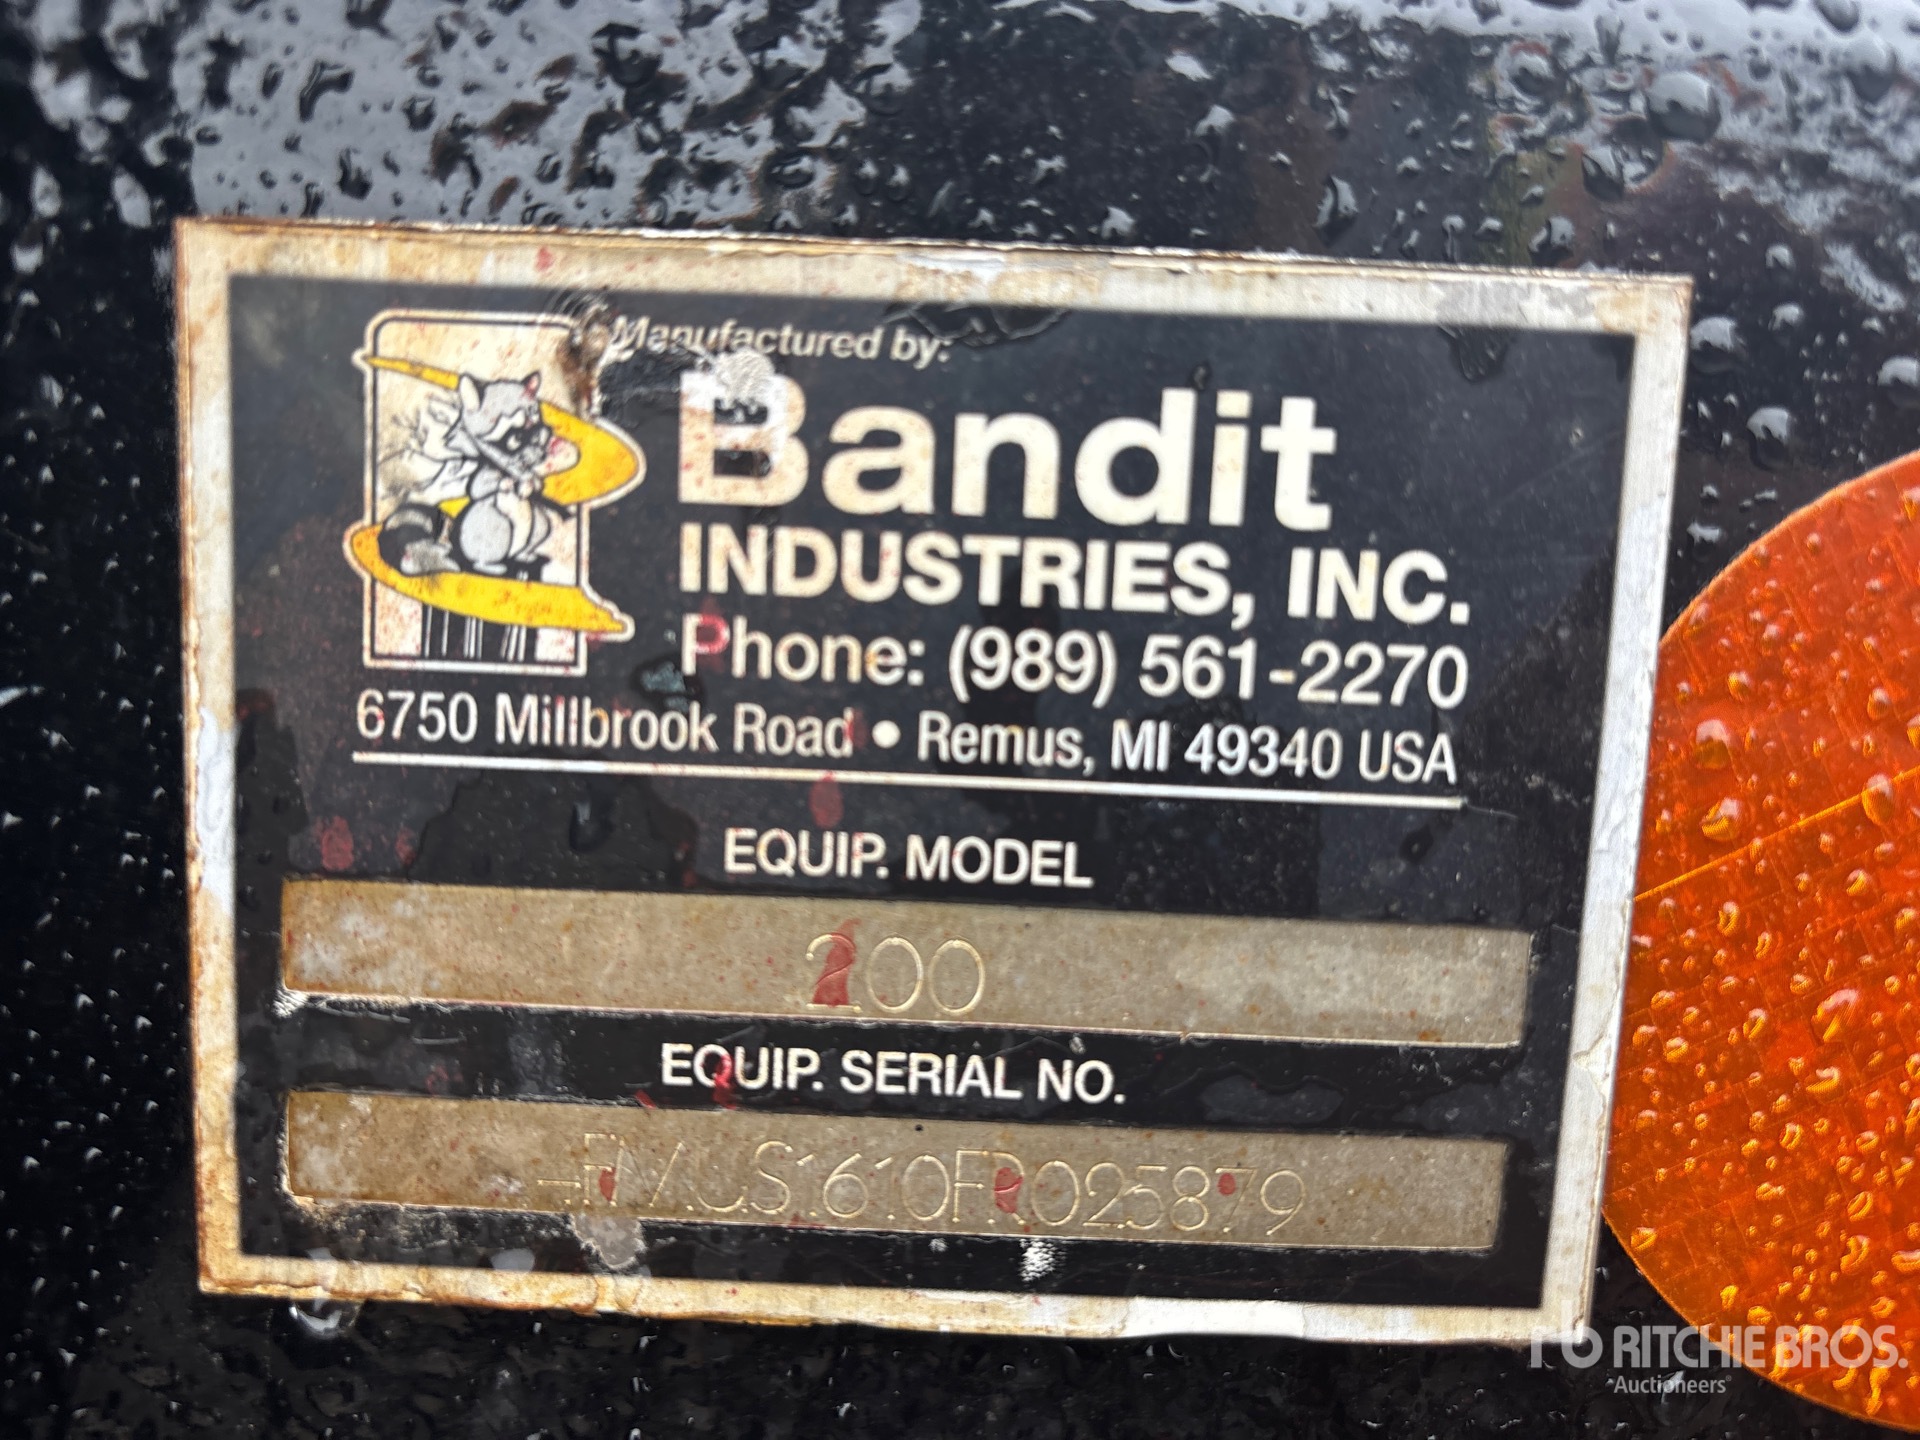 Manufactured by:
Bandit
INDUSTRIES, INC.
Phone: (989) 561-2270
6750 Millbrook Road • Remus, MI 49340 USA
EQUIP. MODEL
200
EQUIP. SERIAL NO.
4FMUS1610FR025879
RITCHIE BROS.
Auctioneers